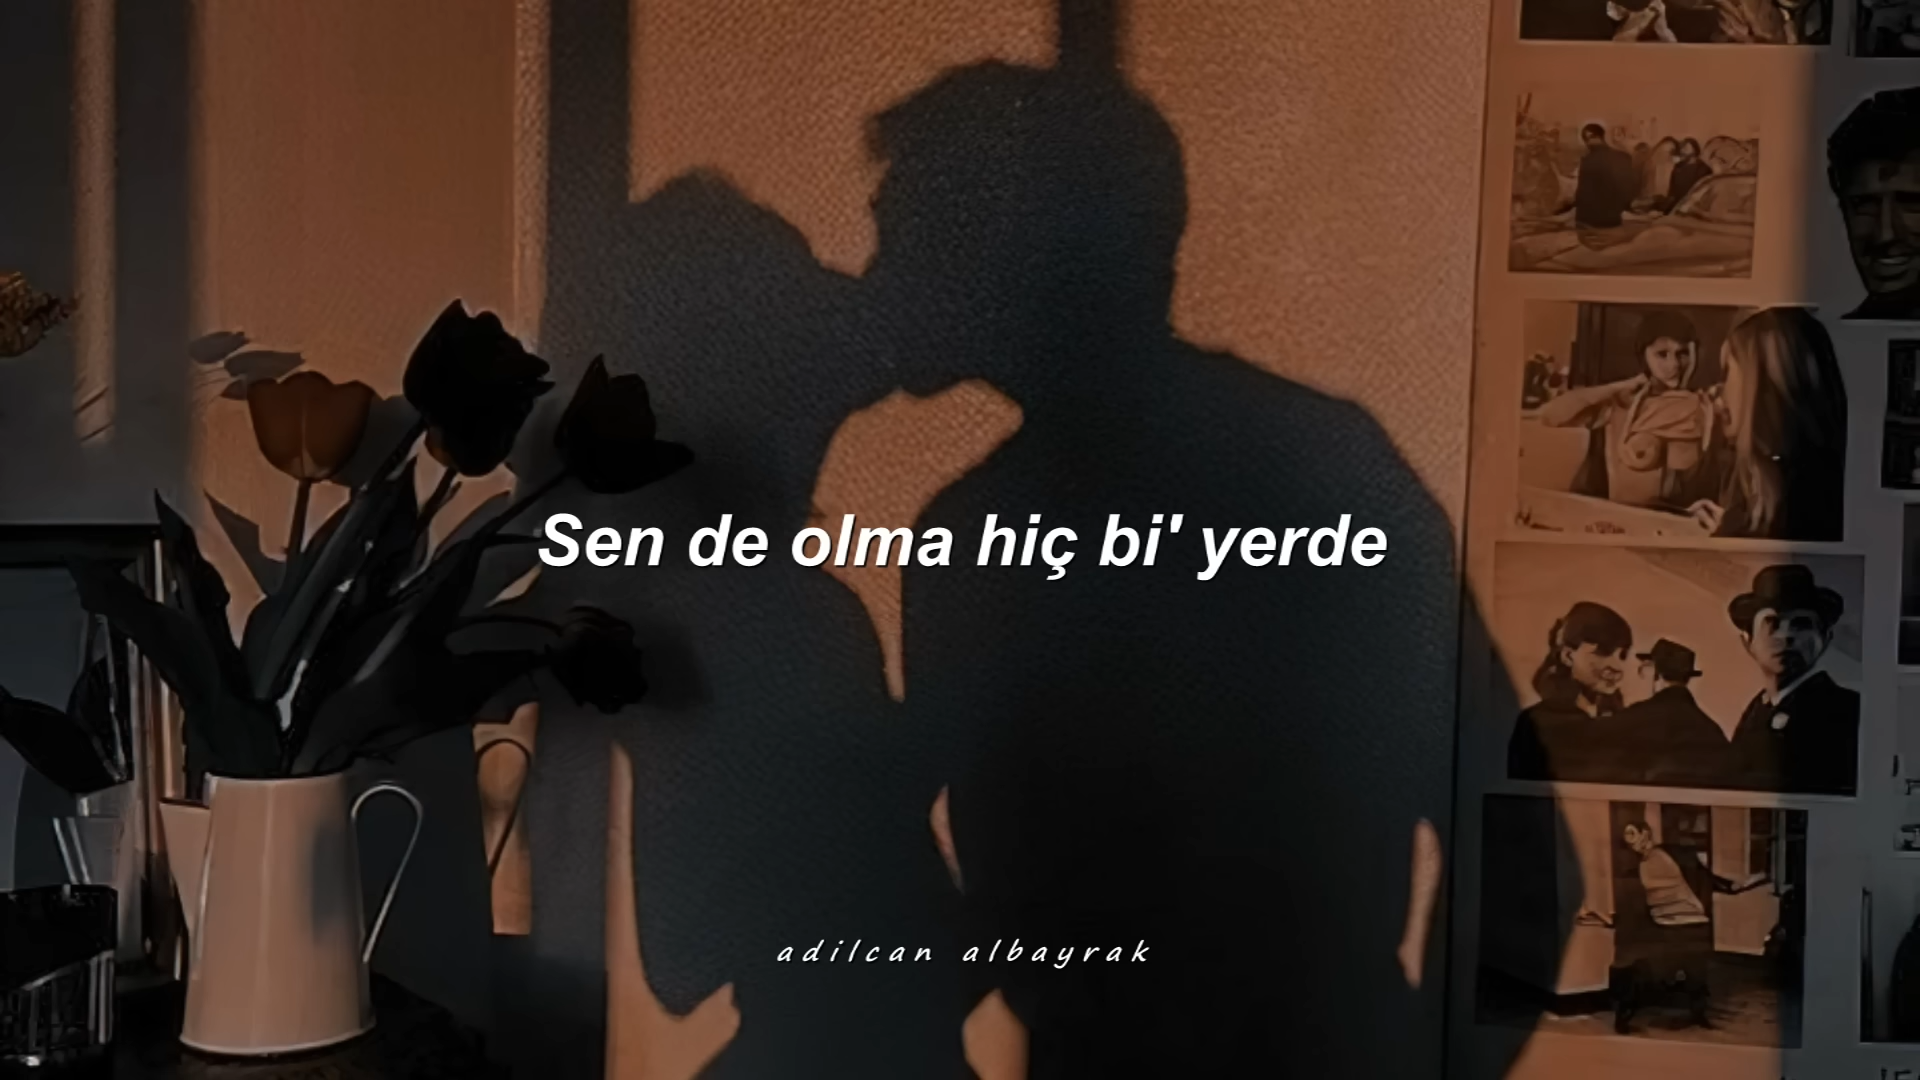 Sen de olma hiç bi' yerde
adilcan albayrak